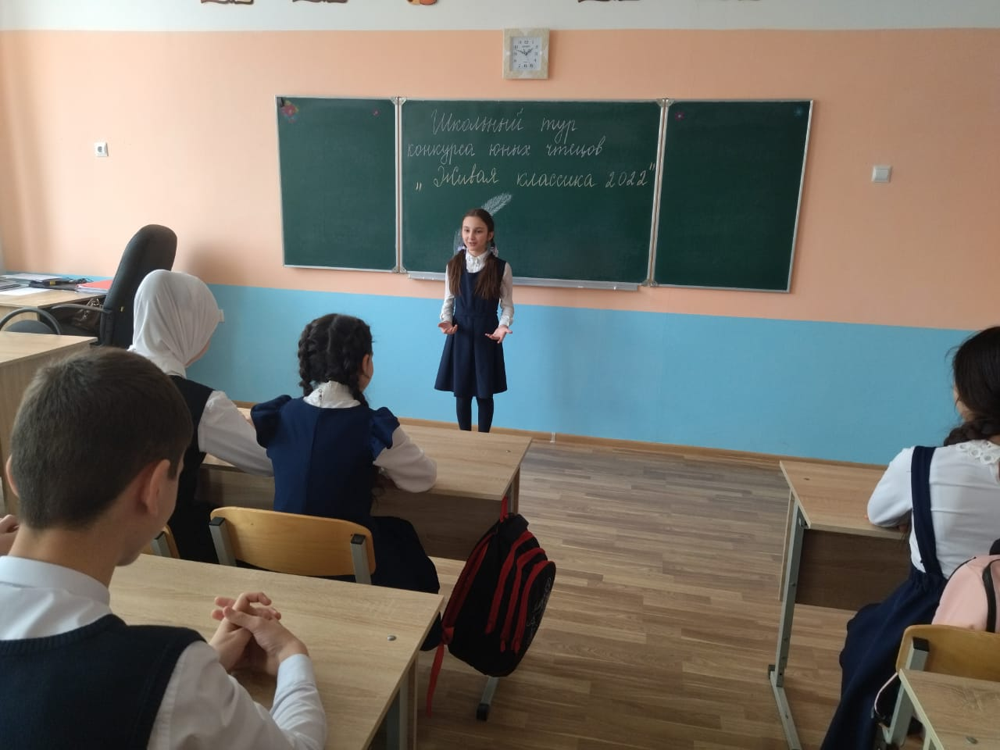 Школьный тур
конкурса юных чтецов
„Живая классика 2022"